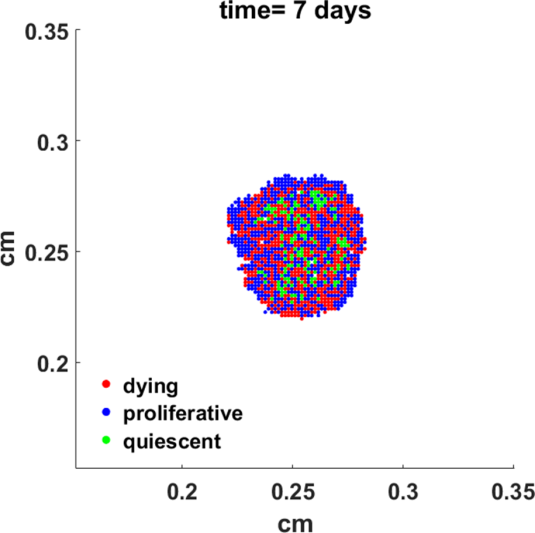 time= 7 days
0.35
0.3
0.25
0.2
cm
dying
proliferative
quiescent
0.2 0.25 0.3 0.35
cm